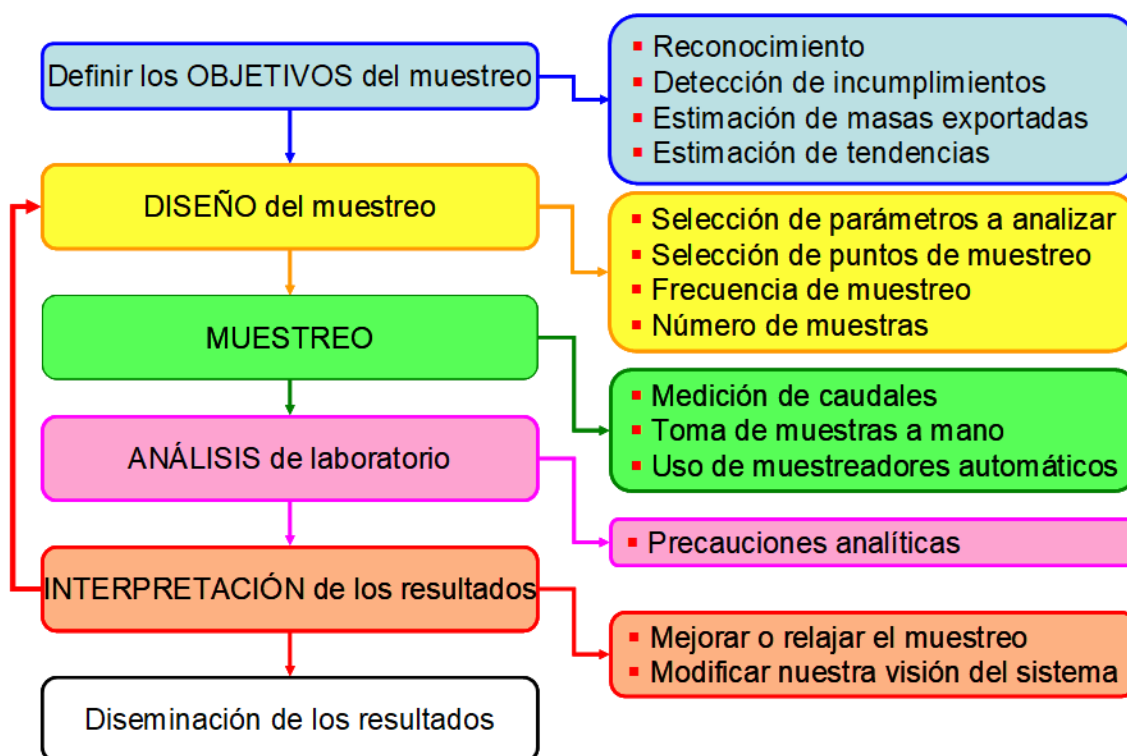 Definir los OBJETIVOS del muestreo
Reconocimiento
Detección de incumplimientos
Estimación de masas exportadas
Estimación de tendencias
DISEÑO del muestreo
Selección de parámetros a analizar
Selección de puntos de muestreo
Frecuencia de muestreo
Número de muestras
MUESTREO
Medición de caudales
Toma de muestras a mano
Uso de muestreadores automáticos
ANÁLISIS de laboratorio
Precauciones analíticas
INTERPRETACIÓN de los resultados
Mejorar o relajar el muestreo
Modificar nuestra visión del sistema
Diseminación de los resultados